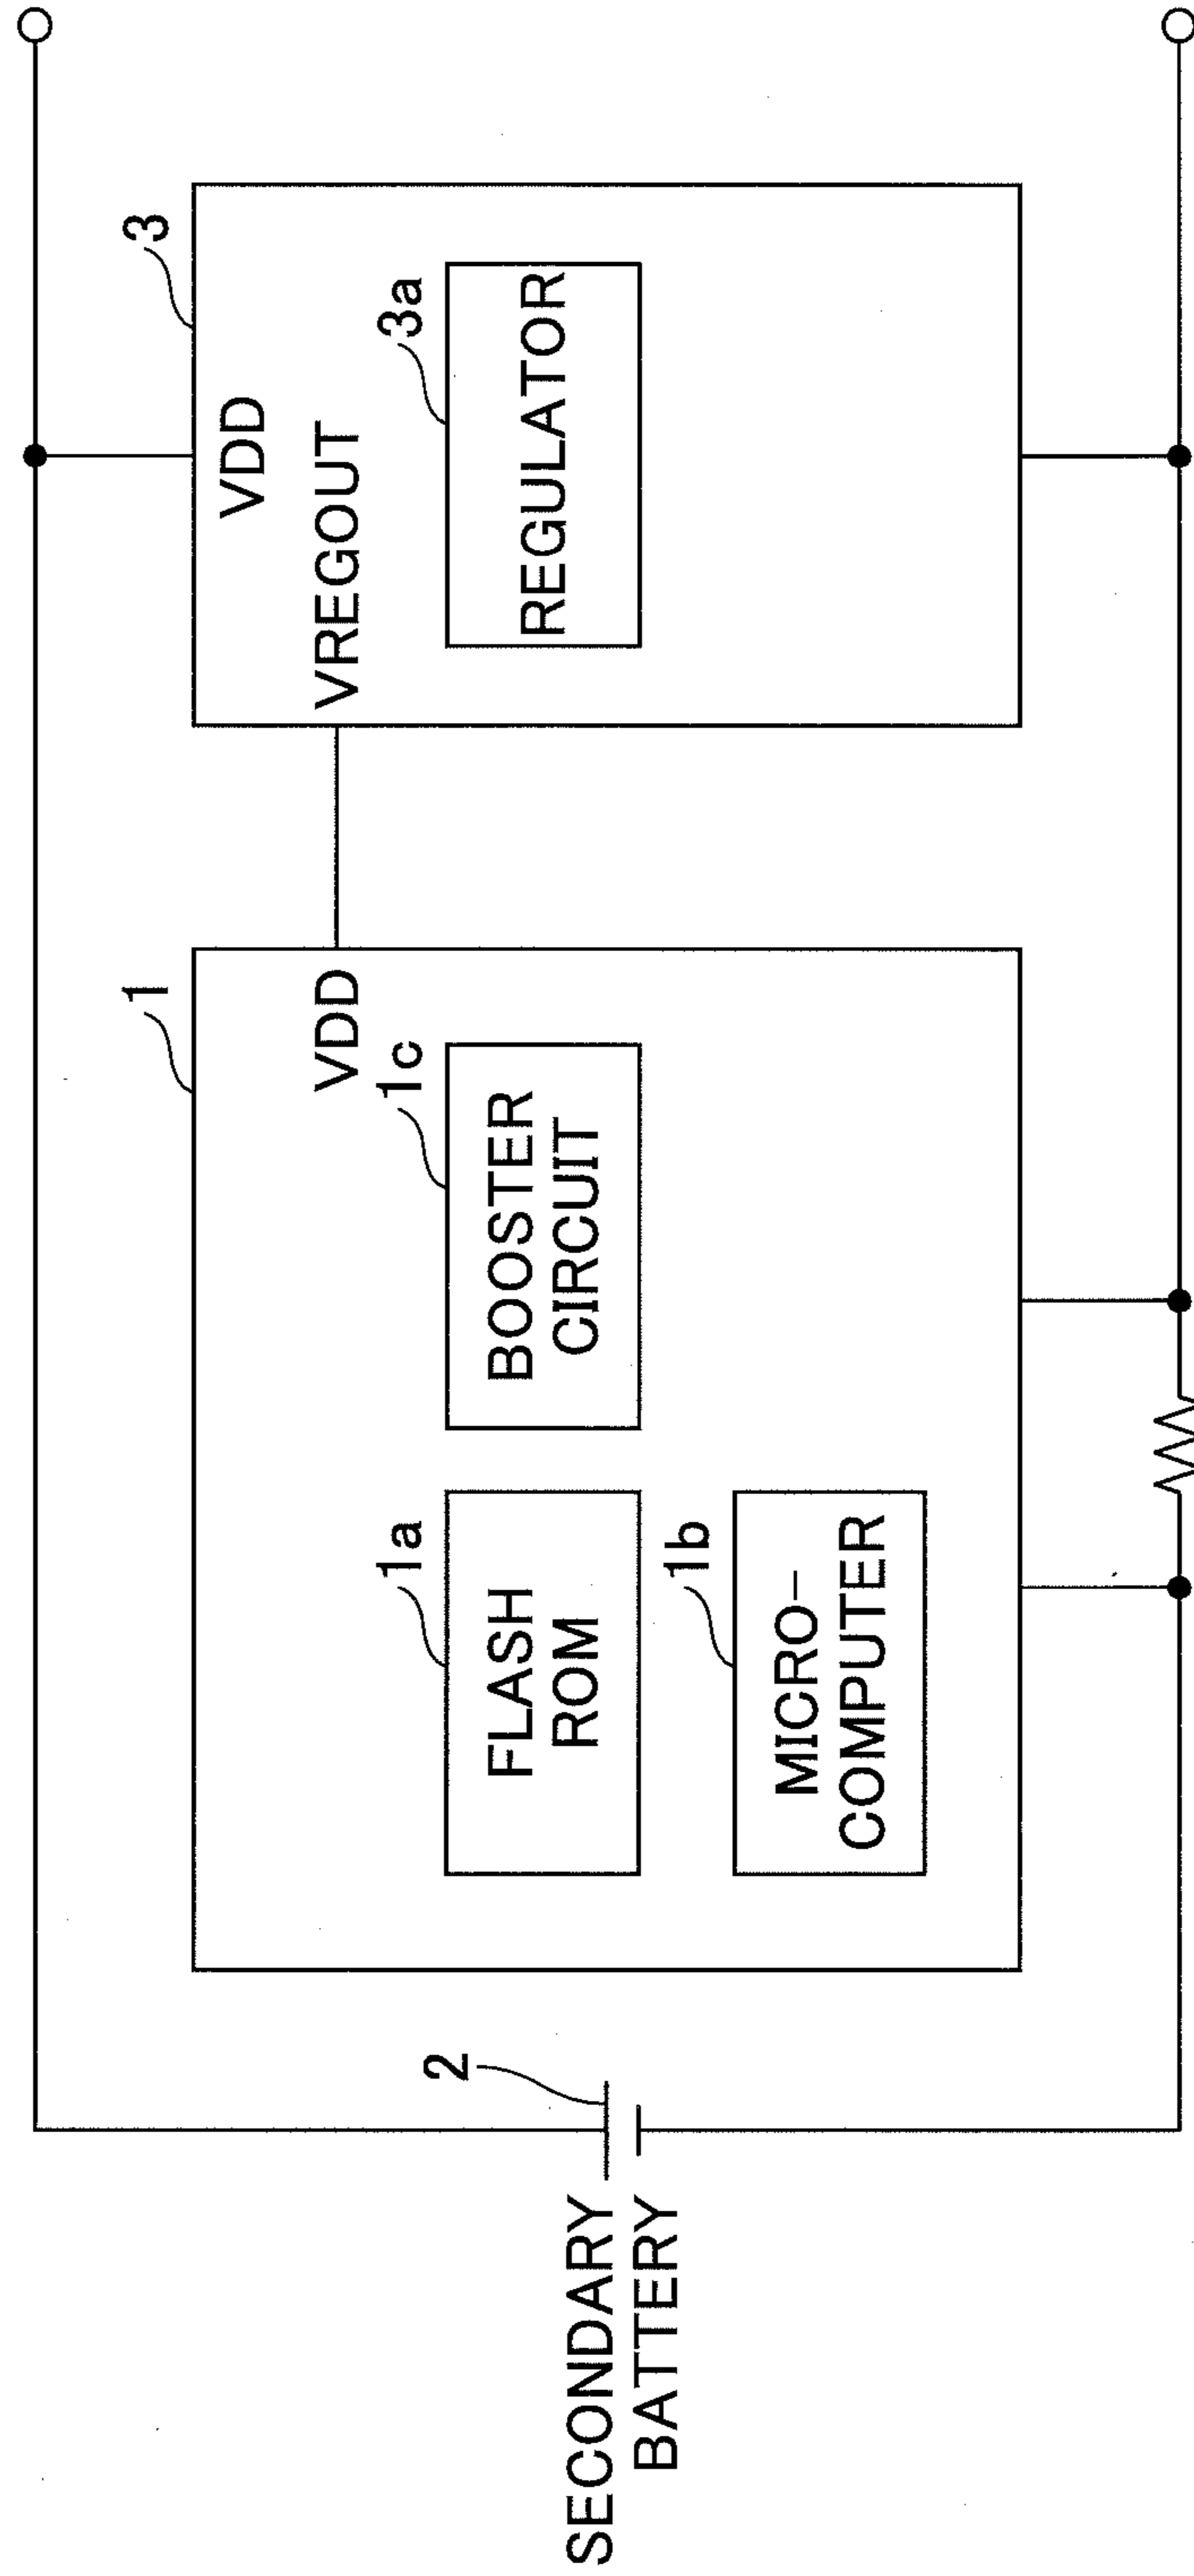 3
VDD
VREGOUT
3a
REGULATOR
1
VDD
1c
BOOSTER
CIRCUIT
1a
FLASH
ROM
1b
MICRO-
COMPUTER
2
SECONDARY
BATTERY